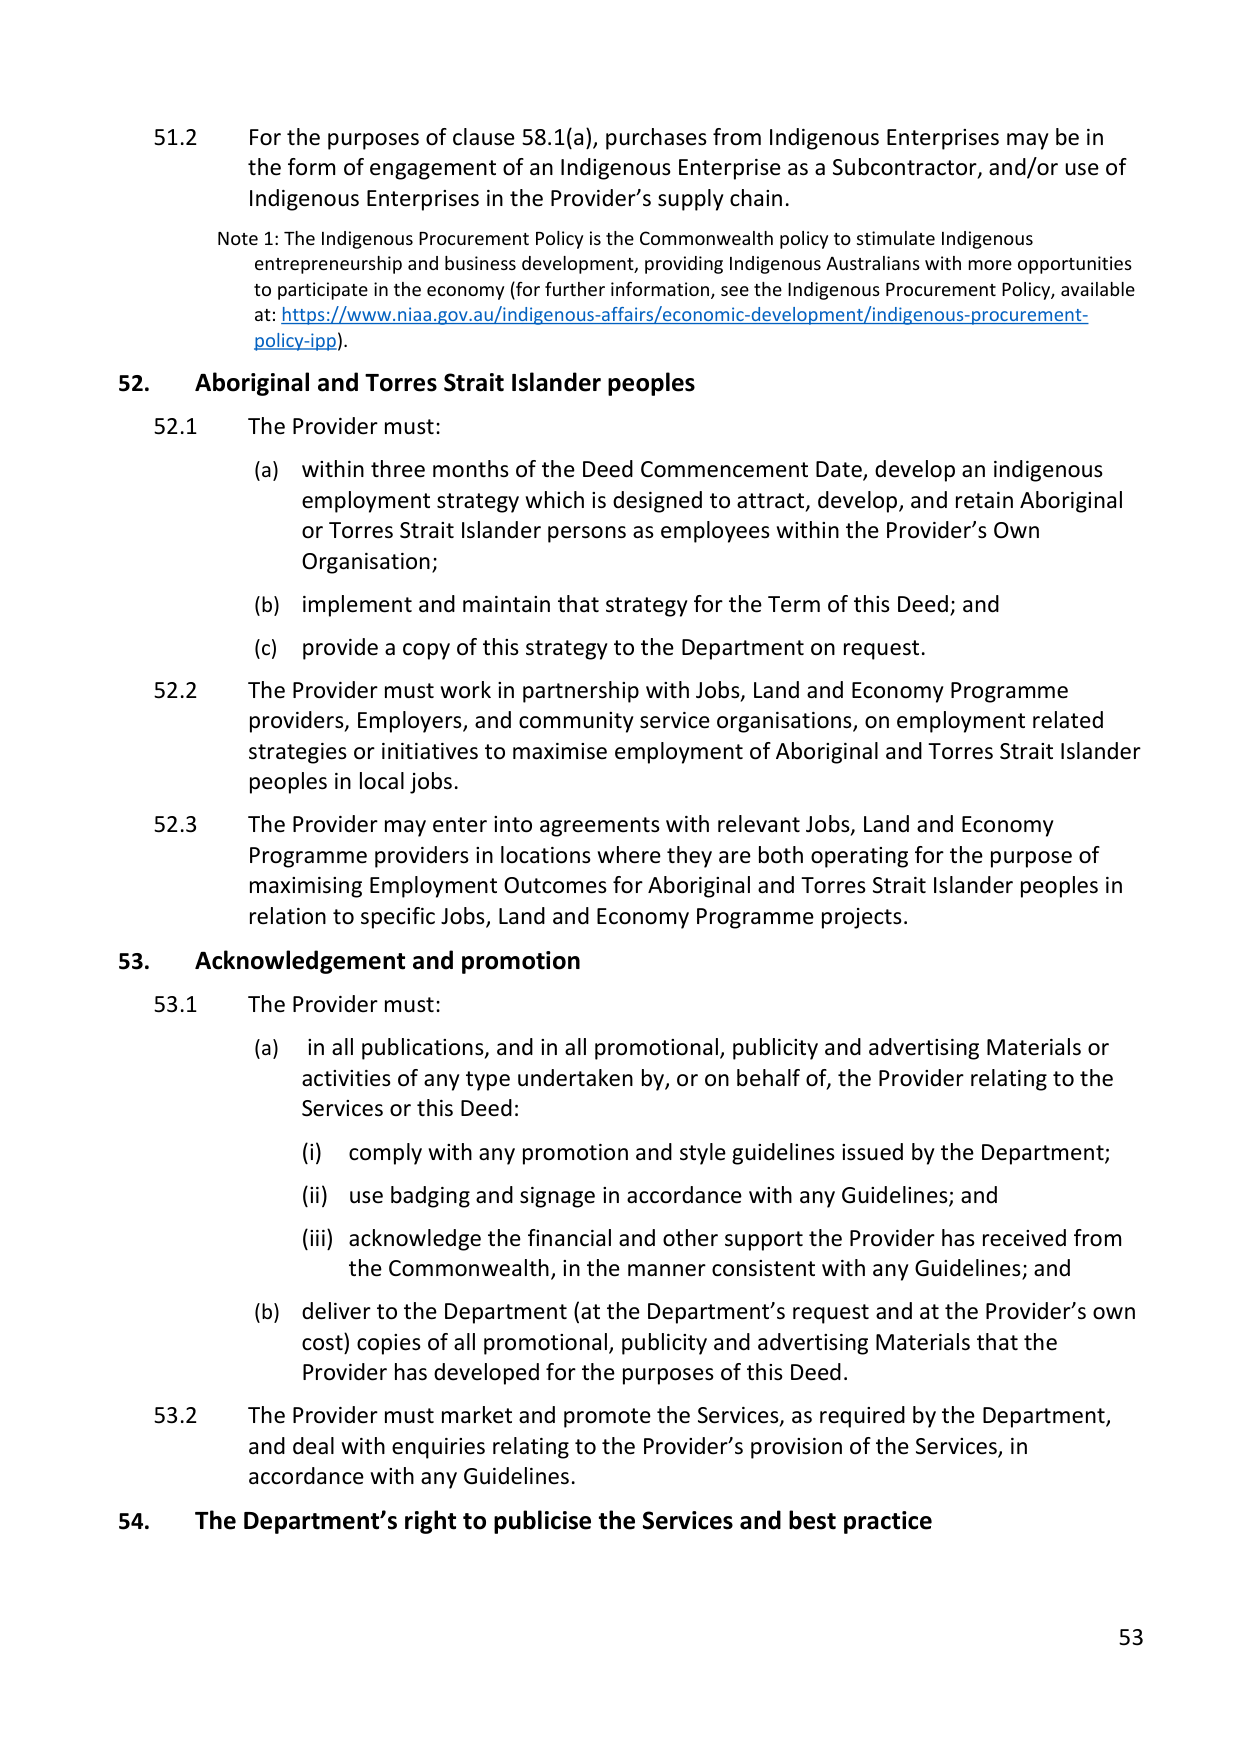 51.2 For the purposes of clause 58.1(a), purchases from Indigenous Enterprises may be in
the form of engagement of an Indigenous Enterprise as a Subcontractor, and/or use of
Indigenous Enterprises in the Provider’s supply chain.
Note 1: The Indigenous Procurement Policy is the Commonwealth policy to stimulate Indigenous
entrepreneurship and business development, providing Indigenous Australians with more opportunities
to participate in the economy (for further information, see the Indigenous Procurement Policy, available
at: https://www.niaa.gov.au/indigenous-affairs/economic-development/indigenous-procurement-
policy-ipp).
52. Aboriginal and Torres Strait Islander peoples
52.1 The Provider must:
(a) within three months of the Deed Commencement Date, develop an indigenous
employment strategy which is designed to attract, develop, and retain Aboriginal
or Torres Strait Islander persons as employees within the Provider’s Own
Organisation;
(b) implement and maintain that strategy for the Term of this Deed; and
(c) provide a copy of this strategy to the Department on request.
52.2 The Provider must work in partnership with Jobs, Land and Economy Programme
providers, Employers, and community service organisations, on employment related
strategies or initiatives to maximise employment of Aboriginal and Torres Strait Islander
peoples in local jobs.
52.3 The Provider may enter into agreements with relevant Jobs, Land and Economy
Programme providers in locations where they are both operating for the purpose of
maximising Employment Outcomes for Aboriginal and Torres Strait Islander peoples in
relation to specific Jobs, Land and Economy Programme projects.
53. Acknowledgement and promotion
53.1 The Provider must:
(a) in all publications, and in all promotional, publicity and advertising Materials or
activities of any type undertaken by, or on behalf of, the Provider relating to the
Services or this Deed:
(i) comply with any promotion and style guidelines issued by the Department;
(ii) use badging and signage in accordance with any Guidelines; and
(iii) acknowledge the financial and other support the Provider has received from
the Commonwealth, in the manner consistent with any Guidelines; and
(b) deliver to the Department (at the Department’s request and at the Provider’s own
cost) copies of all promotional, publicity and advertising Materials that the
Provider has developed for the purposes of this Deed.
53.2 The Provider must market and promote the Services, as required by the Department,
and deal with enquiries relating to the Provider’s provision of the Services, in
accordance with any Guidelines.
54. The Department’s right to publicise the Services and best practice
53